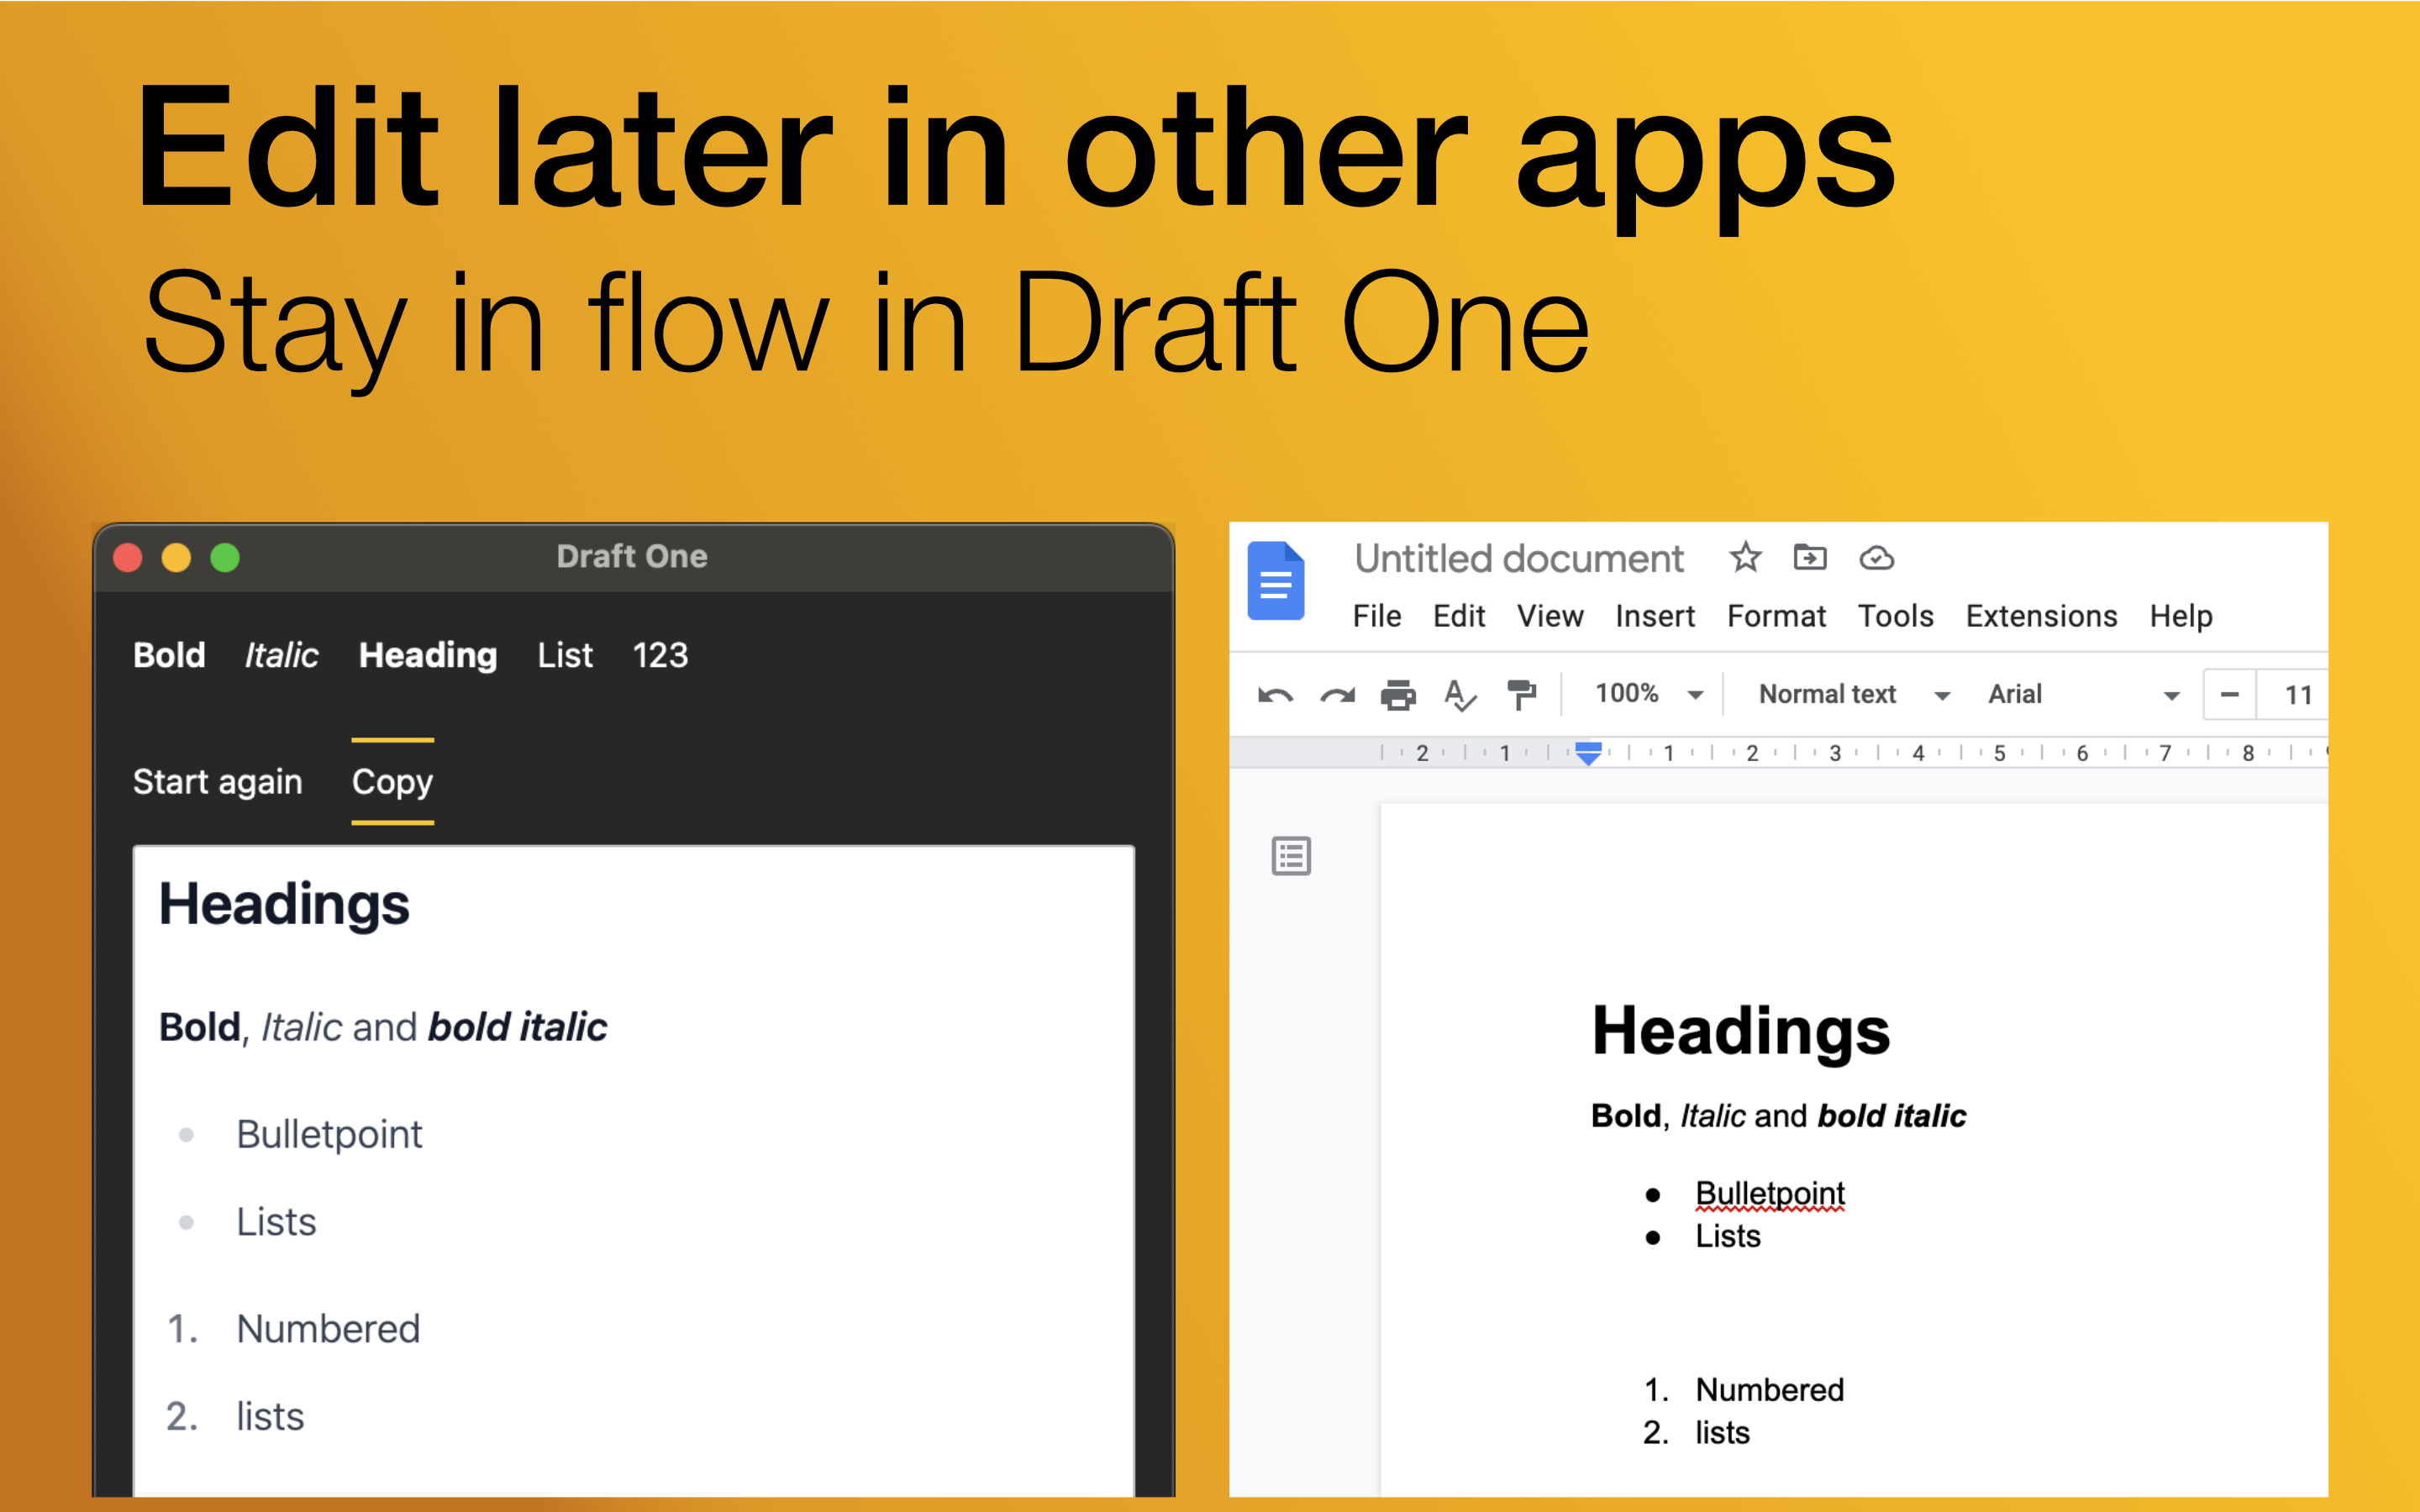 Edit later in other apps
Stay in flow in Draft One
Draft One
Bold Italic Heading List 123
Start again Copy
Headings
Bold, Italic and bold italic
Bulletpoint
Lists
1. Numbered
2. lists
Untitled document
File Edit View Insert Format Tools Extensions Help
100% Normal text Arial 11
2 1 1 2 3 4 5 6 7 8
Headings
Bold, Italic and bold italic
● Bulletpoint
● Lists
1. Numbered
2. lists